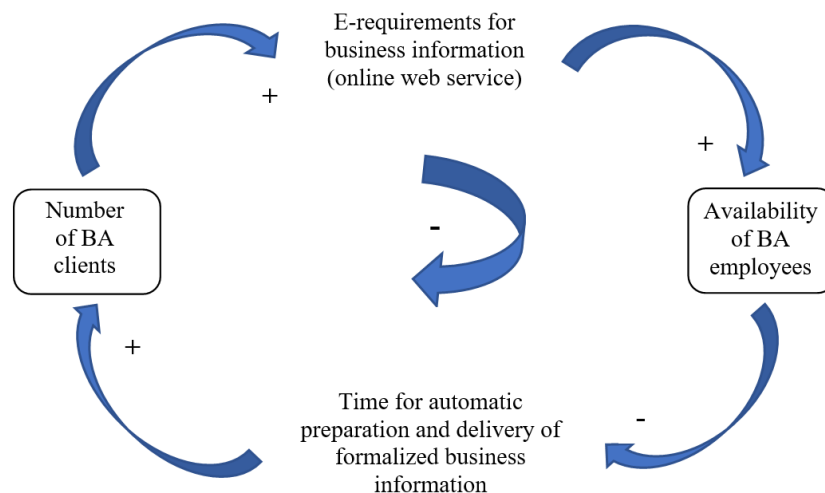 E-requirements for
business information
(online web service)
+
+
Number
of BA
clients
-
Availability
of BA
employees
+
-
Time for automatic
preparation and delivery of
formalized business
information